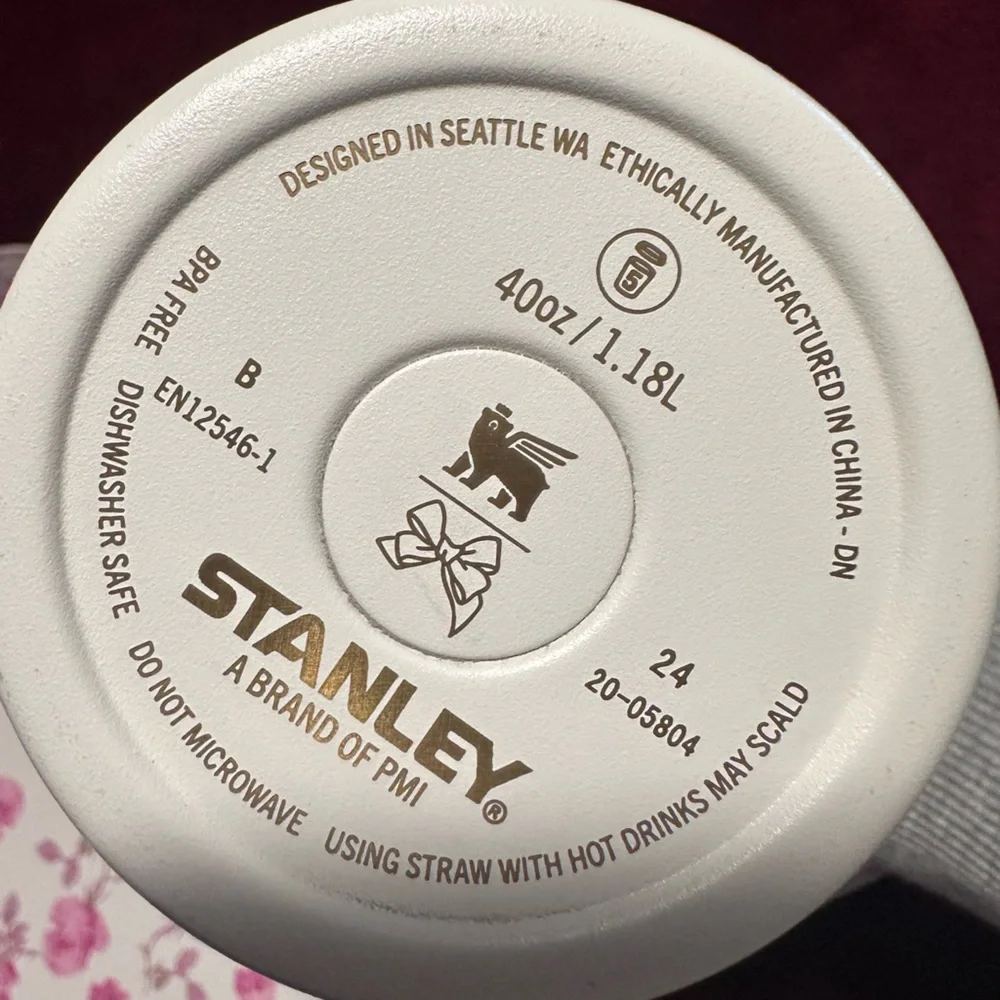 DESIGNED IN SEATTLE WA ETHICALLY MANUFACTURED IN CHINA - DN
5
40oz / 1.18L
BPA FREE
B
EN12546-1
DISHWASHER SAFE
STANLEY®
A BRAND OF PMI
24
20-05804
DO NOT MICROWAVE
USING STRAW WITH HOT DRINKS MAY SCALD